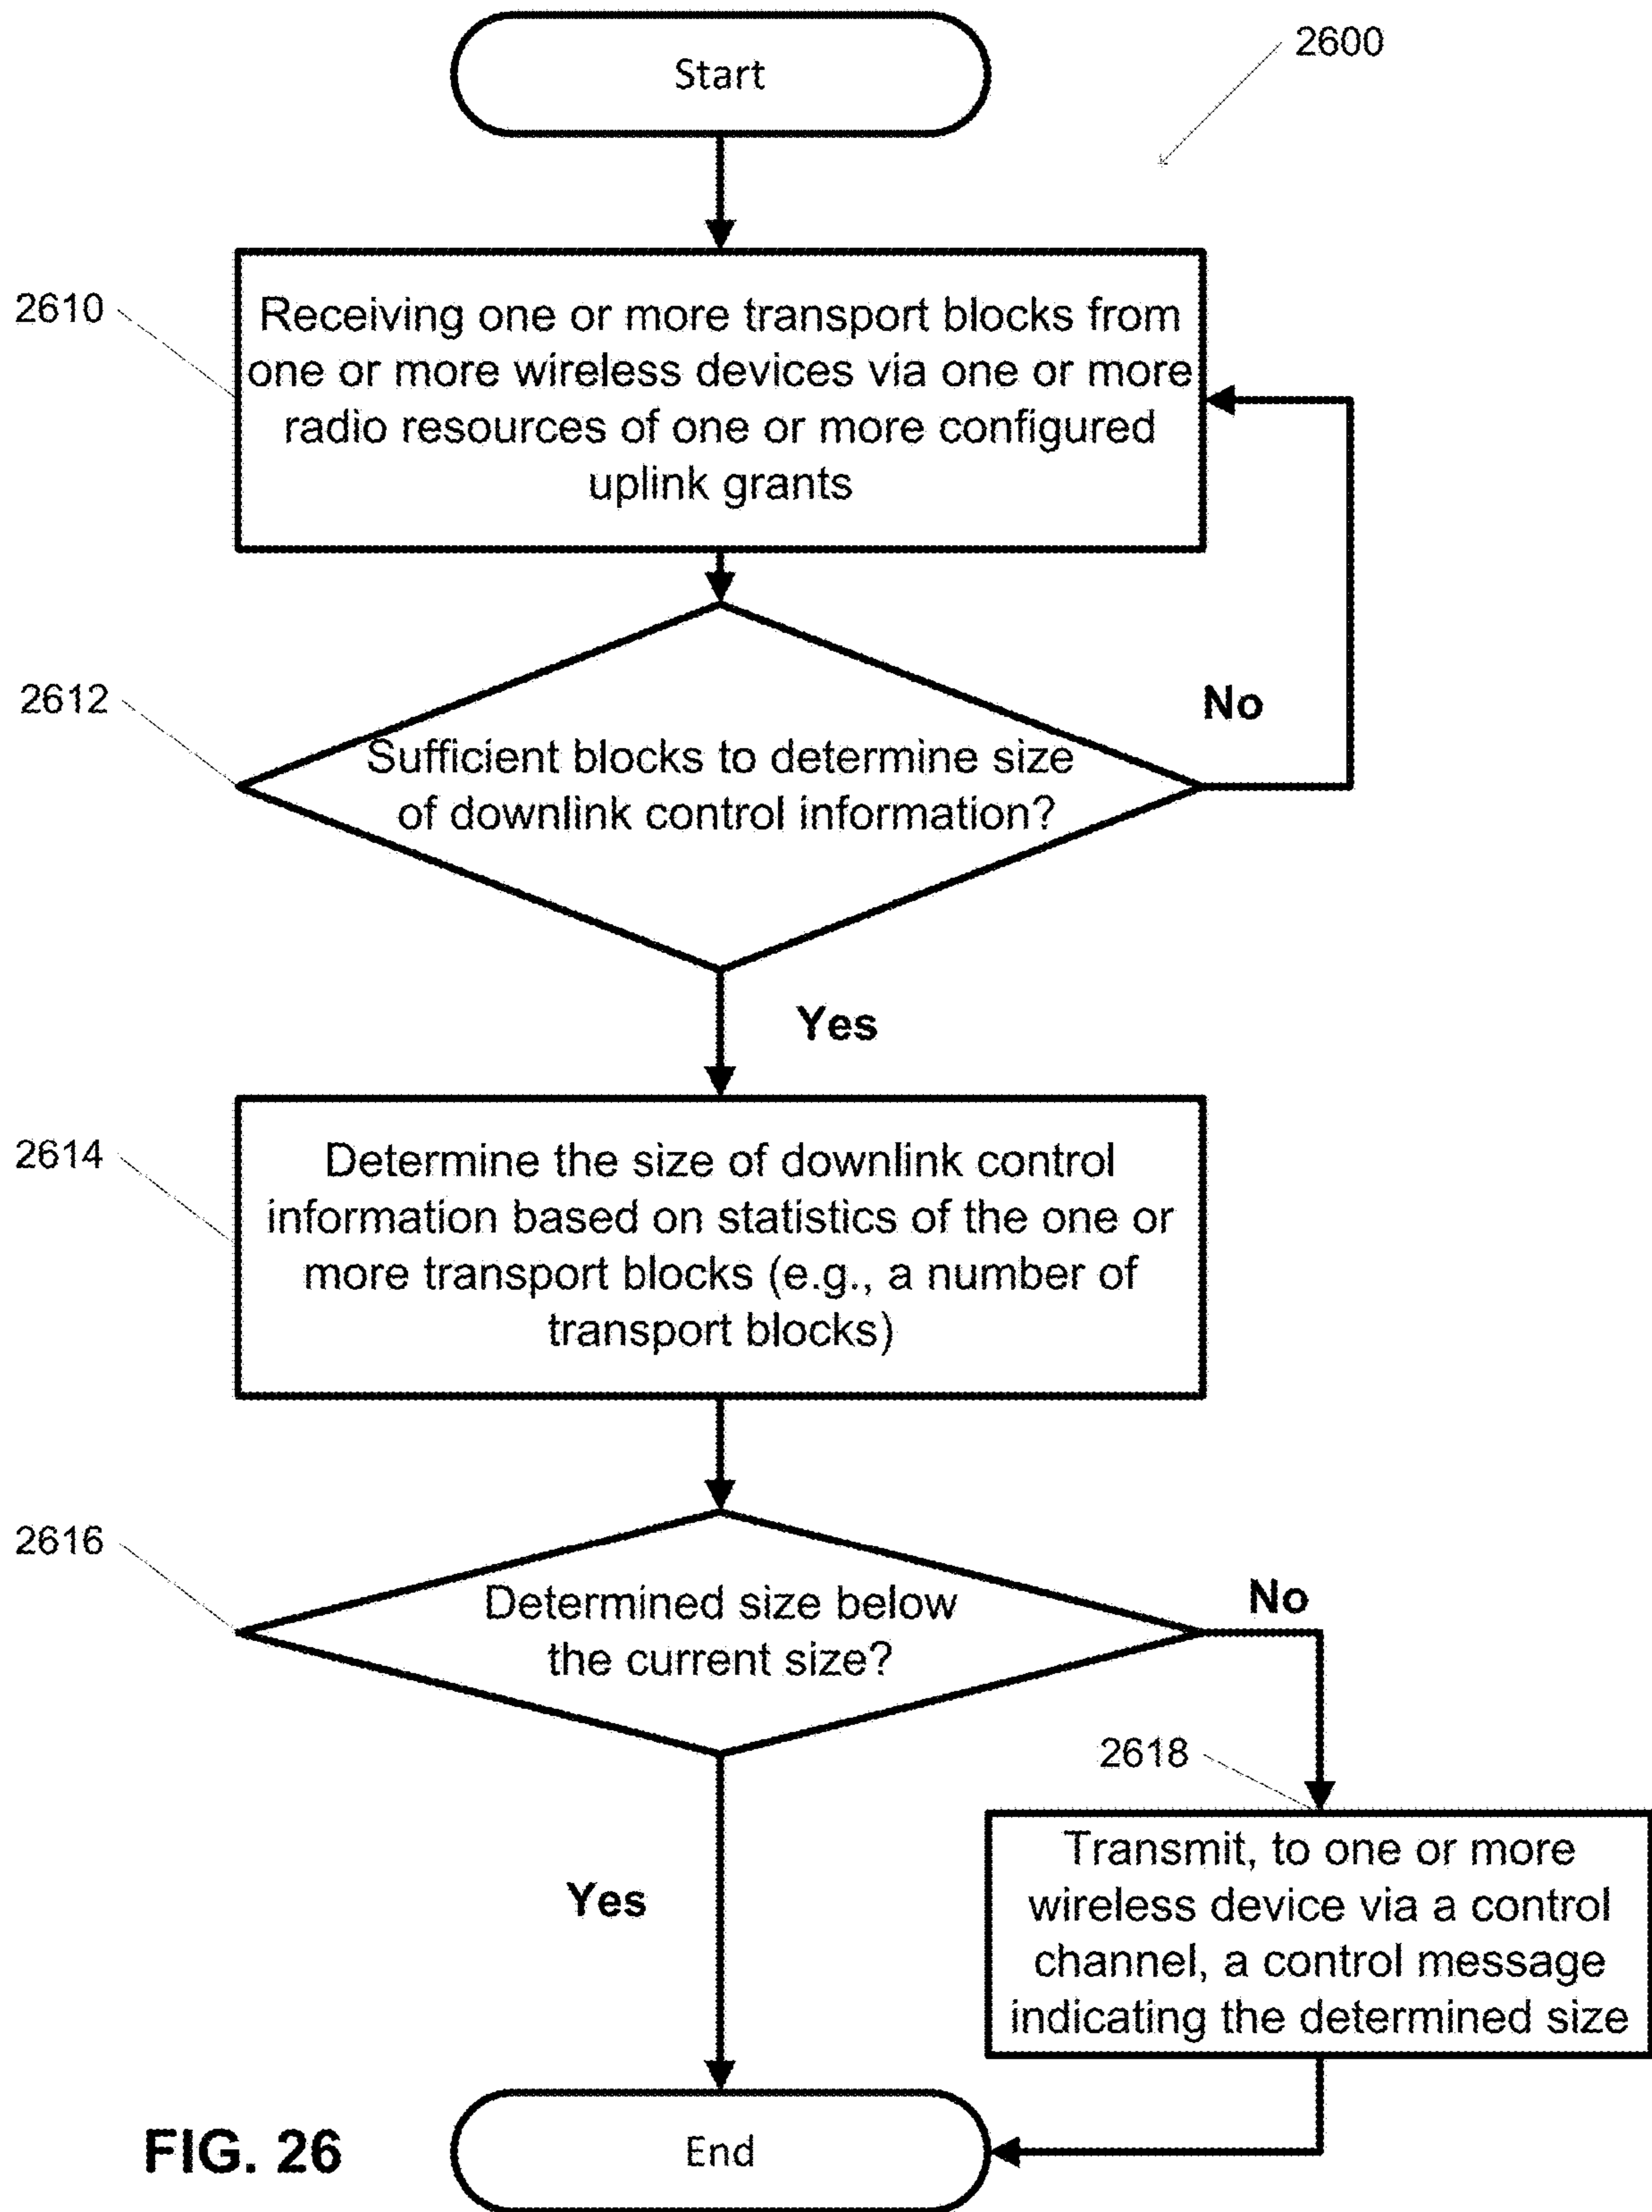 Start
2600
2610
Receiving one or more transport blocks from
one or more wireless devices via one or more
radio resources of one or more configured
uplink grants
2612
No
Sufficient blocks to determine size
of downlink control information?
Yes
2614
Determine the size of downlink control
information based on statistics of the one or
more transport blocks (e.g., a number of
transport blocks)
2616
Determined size below
the current size?
No
2618
Yes
Transmit, to one or more
wireless device via a control
channel, a control message
indicating the determined size
FIG. 26
End